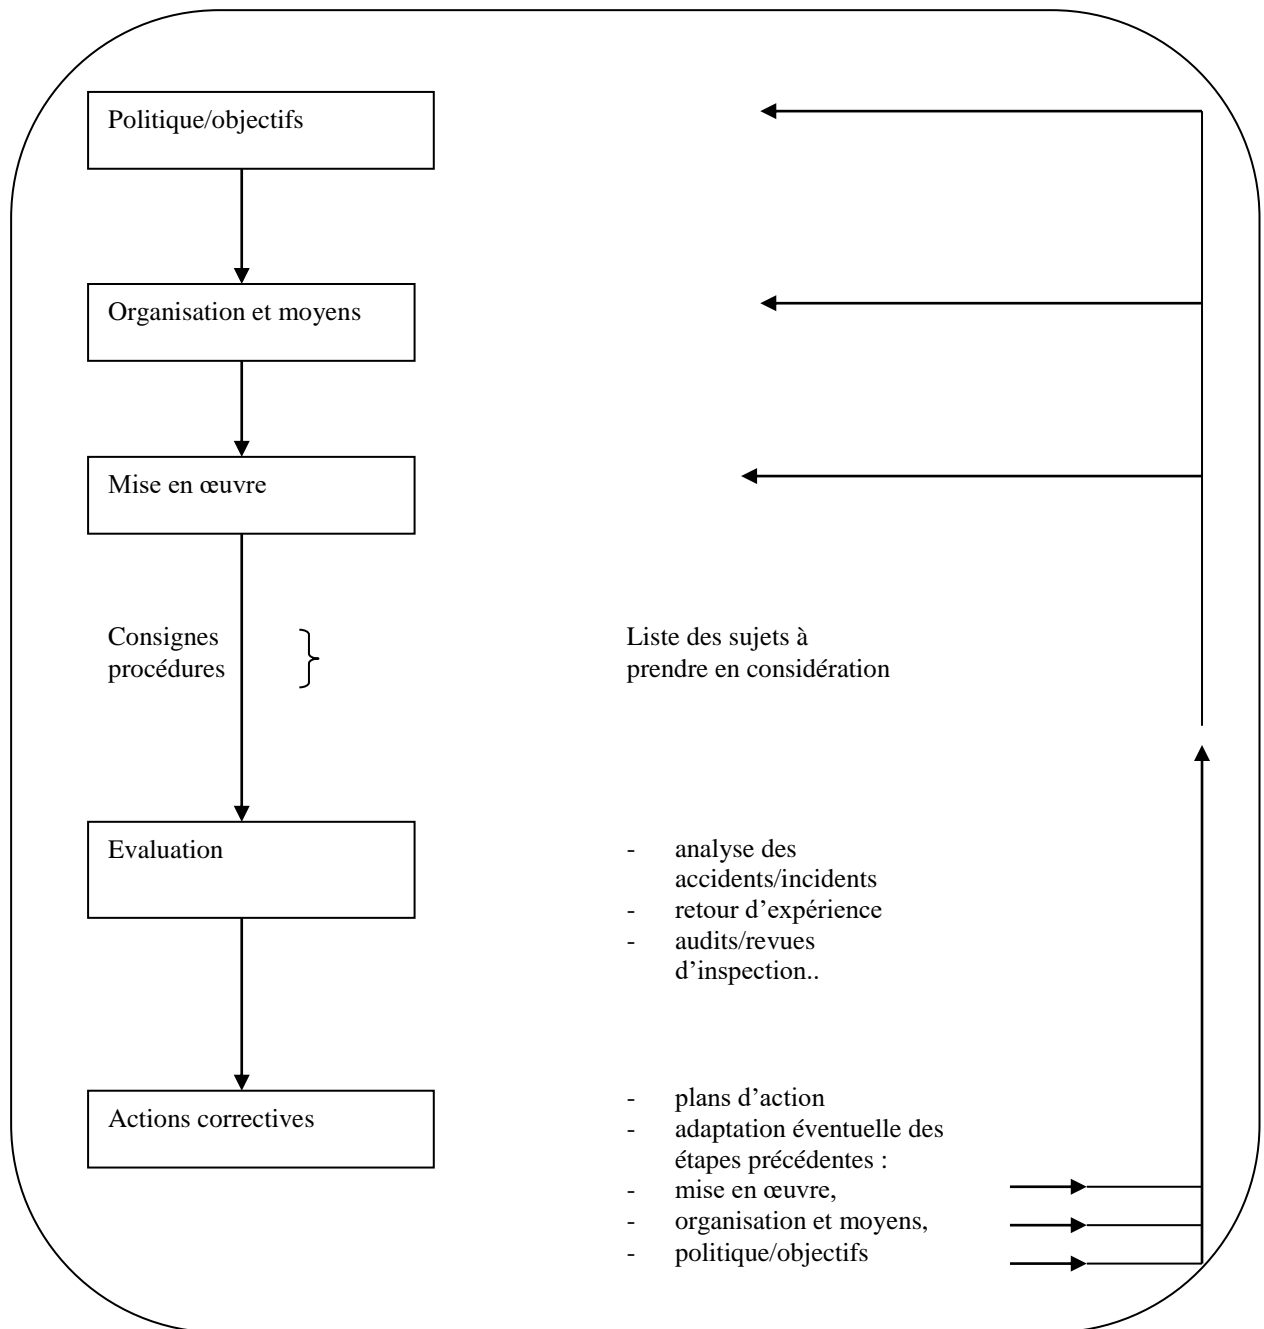 Politique/objectifs
Organisation et moyens
Mise en œuvre
Consignes
procédures
Liste des sujets à
prendre en considération
Evaluation
- analyse des
accidents/incidents
- retour d’expérience
- audits/revues
d’inspection..
Actions correctives
- plans d’action
- adaptation éventuelle des
étapes précédentes :
- mise en œuvre,
- organisation et moyens,
- politique/objectifs